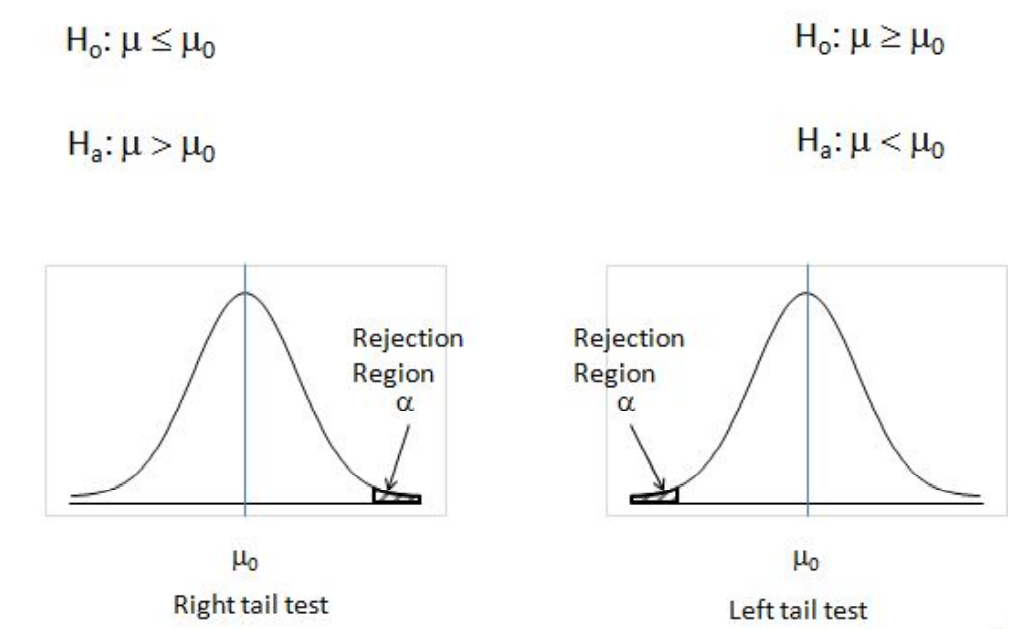 Hₒ: μ ≤ μ₀
Hₐ: μ > μ₀
Rejection
Region
α
μ₀
Right tail test
Hₒ: μ ≥ μ₀
Hₐ: μ < μ₀
Rejection
Region
α
μ₀
Left tail test